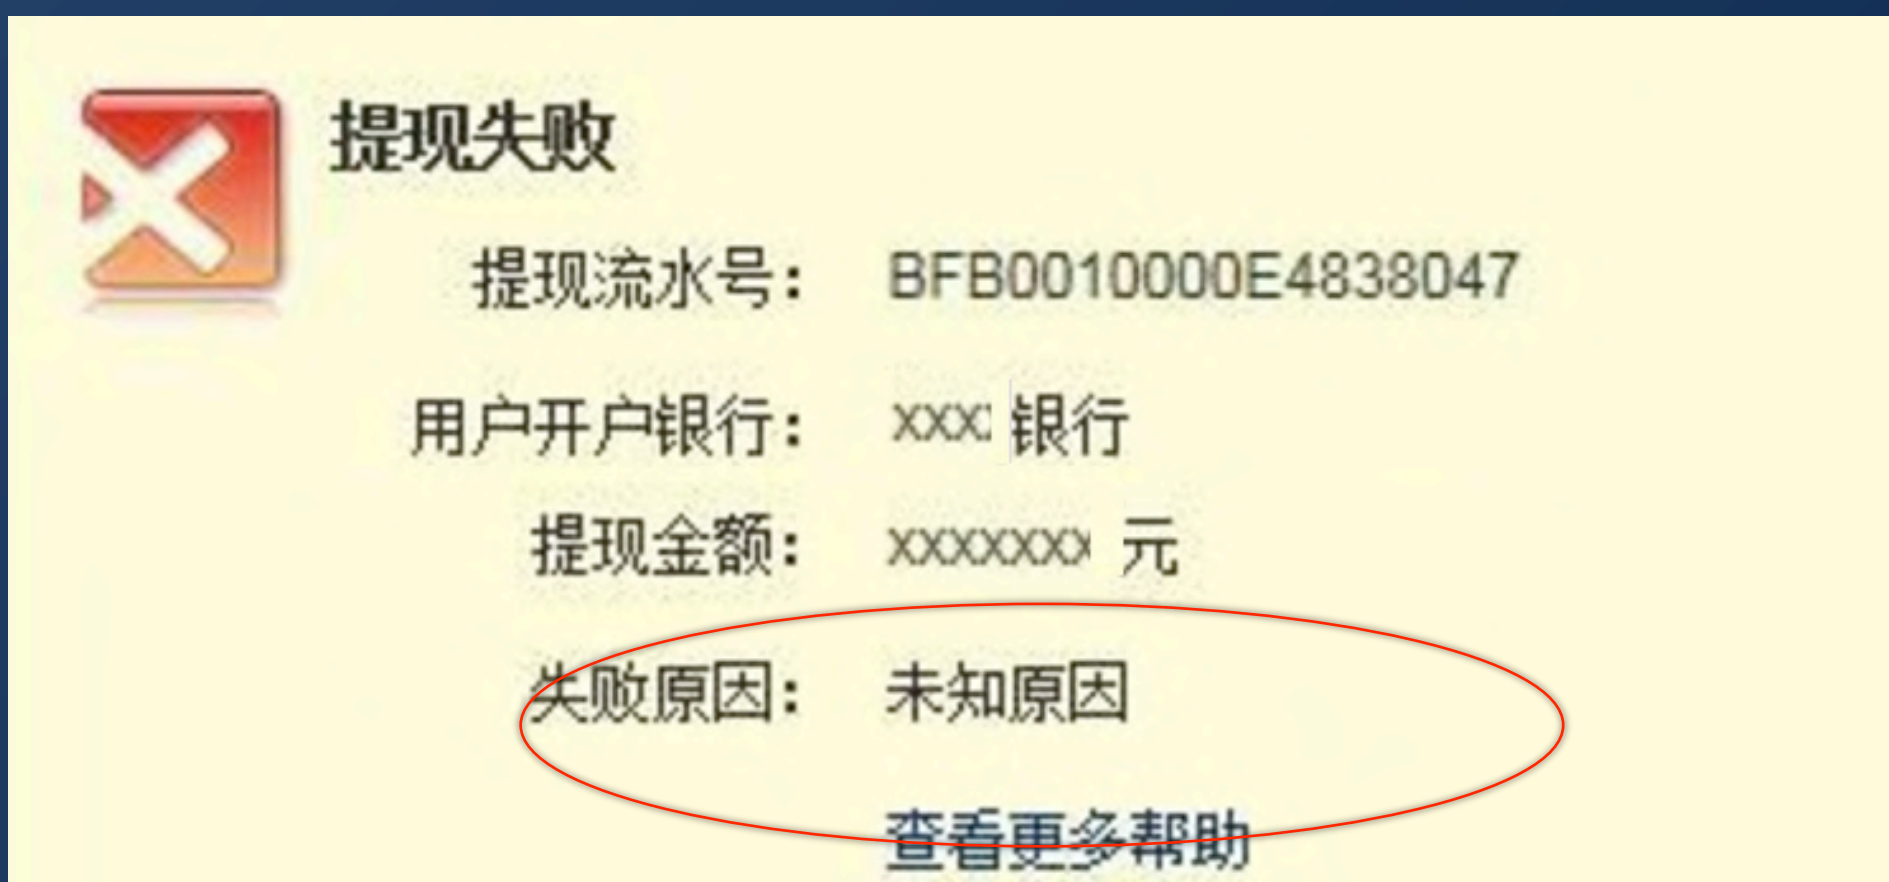 提现失败
提现流水号： BFB0010000E4838047
用户开户银行： xxx 银行
提现金额： xxxxxxx 元
失败原因： 未知原因
查看更多帮助